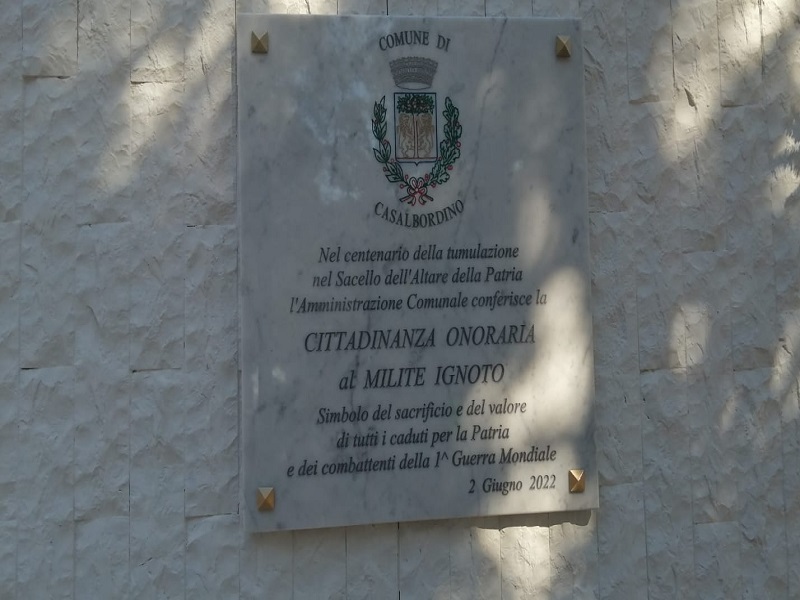 COMUNE DI
CASALBORDINO
Nel centenario della tumulazione
nel Sacello dell'Altare della Patria
l'Amministrazione Comunale conferisce la
CITTADINANZA ONORARIA
al MILITE IGNOTO
Simbolo del sacrificio e del valore
di tutti i caduti per la Patria
e dei combattenti della 1^ Guerra Mondiale
2 Giugno 2022